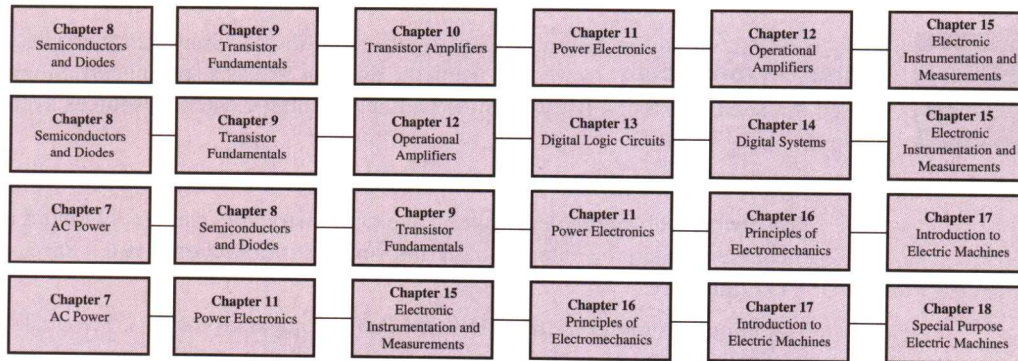 Chapter 8
Semiconductors
and Diodes
Chapter 9
Transistor
Fundamentals
Chapter 10
Transistor Amplifiers
Chapter 11
Power Electronics
Chapter 12
Operational
Amplifiers
Chapter 15
Electronic
Instrumentation and
Measurements
Chapter 8
Semiconductors
and Diodes
Chapter 9
Transistor
Fundamentals
Chapter 12
Operational
Amplifiers
Chapter 13
Digital Logic Circuits
Chapter 14
Digital Systems
Chapter 15
Electronic
Instrumentation and
Measurements
Chapter 7
AC Power
Chapter 8
Semiconductors
and Diodes
Chapter 9
Transistor
Fundamentals
Chapter 11
Power Electronics
Chapter 16
Principles of
Electromechanics
Chapter 17
Introduction to
Electric Machines
Chapter 7
AC Power
Chapter 11
Power Electronics
Chapter 15
Electronic
Instrumentation and
Measurements
Chapter 16
Principles of
Electromechanics
Chapter 17
Introduction to
Electric Machines
Chapter 18
Special Purpose
Electric Machines